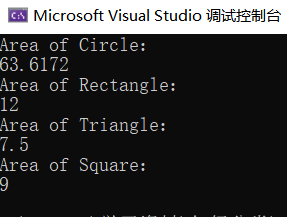 Microsoft Visual Studio 调试控制台
Area of Circle:
63.6172
Area of Rectangle:
12
Area of Triangle:
7.5
Area of Square:
9